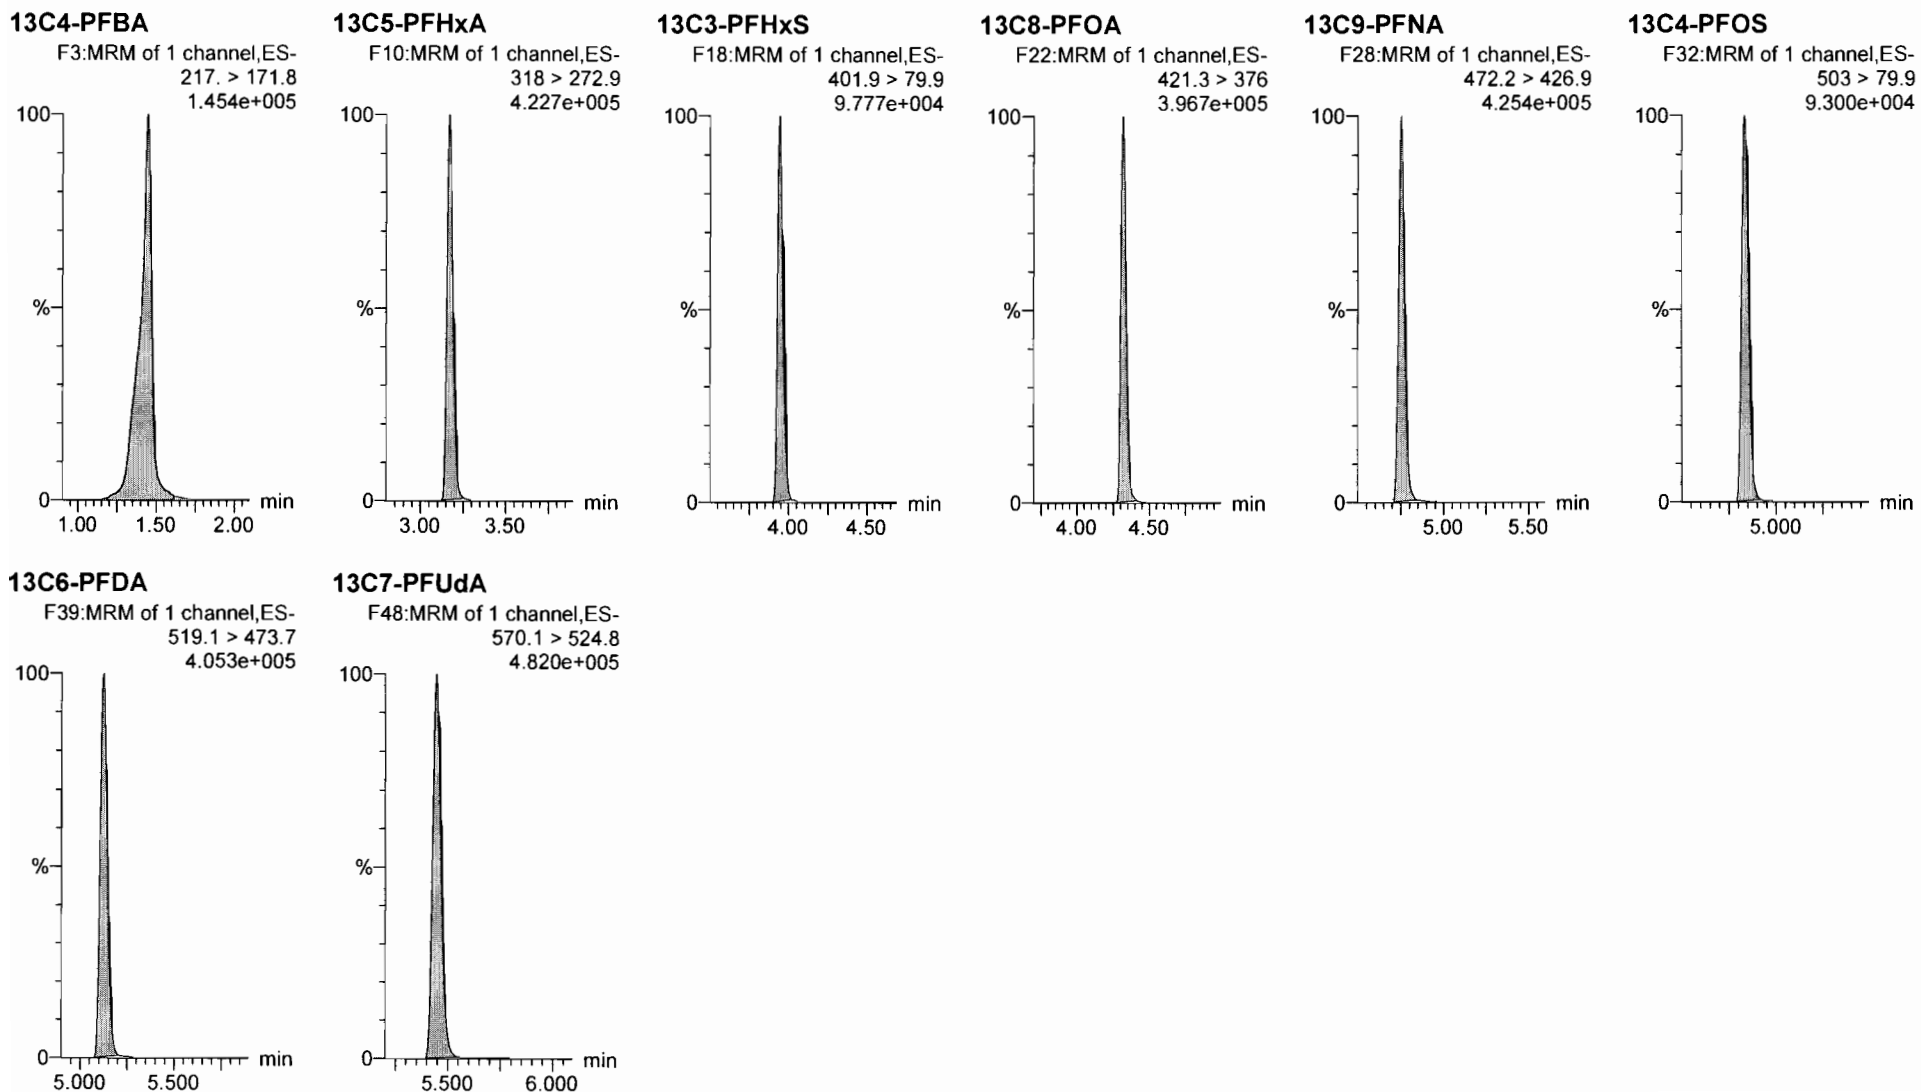 13C4-PFBA
F3:MRM of 1 channel,ES-
217. > 171.8
1.454e+005
100
%
0
min
1.00 1.50 2.00
13C5-PFHxA
F10:MRM of 1 channel,ES-
318 > 272.9
4.227e+005
100
%
0
min
3.00 3.50
13C3-PFHxS
F18:MRM of 1 channel,ES-
401.9 > 79.9
9.777e+004
100
%
0
min
4.00 4.50
13C8-PFOA
F22:MRM of 1 channel,ES-
421.3 > 376
3.967e+005
100
%
0
min
4.00 4.50
13C9-PFNA
F28:MRM of 1 channel,ES-
472.2 > 426.9
4.254e+005
100
%
0
min
5.00 5.50
13C4-PFOS
F32:MRM of 1 channel,ES-
503 > 79.9
9.300e+004
100
%
0
min
5.000
13C6-PFDA
F39:MRM of 1 channel,ES-
519.1 > 473.7
4.053e+005
100
%
0
min
5.000 5.500
13C7-PFUdA
F48:MRM of 1 channel,ES-
570.1 > 524.8
4.820e+005
100
%
0
min
5.500 6.000